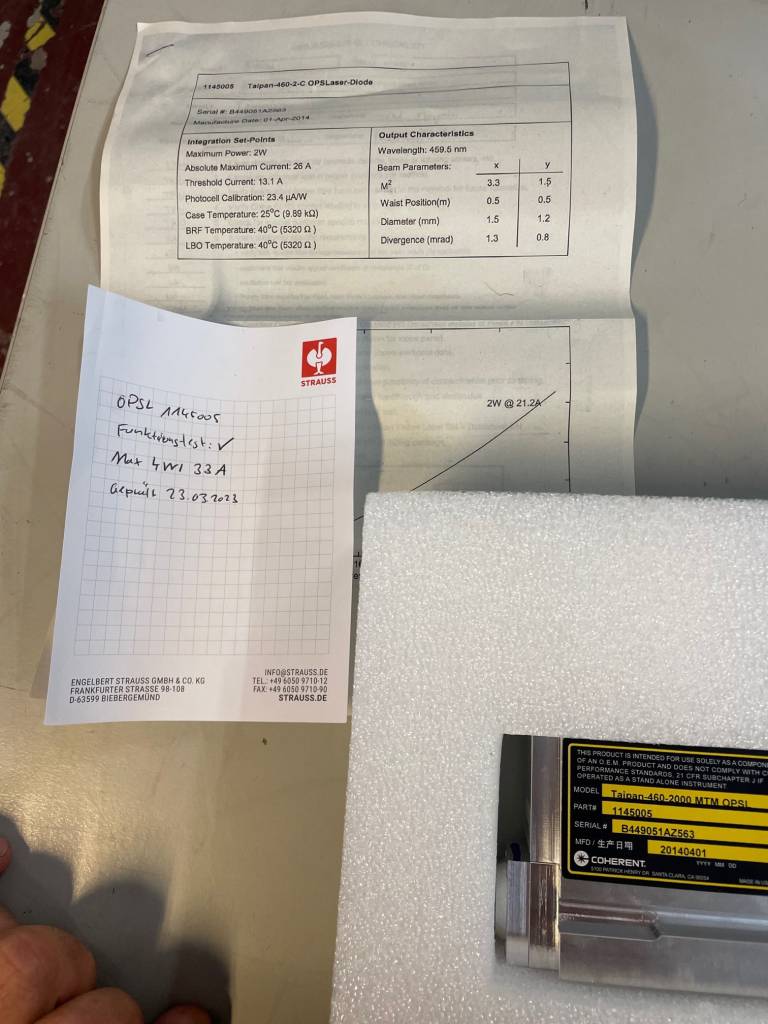 1145005 Taipan-460-2-C OPSLaser-Diode
Serial #: B449051AZ563
Manufacture Date: 01-Apr-2014
Integration Set-Points
Maximum Power: 2W
Absolute Maximum Current: 26 A
Threshold Current: 13.1 A
Photocell Calibration: 23.4 µA/W
Case Temperature: 25°C (9.89 kΩ)
BRF Temperature: 40°C (5320 Ω )
LBO Temperature: 40°C (5320 Ω )
Output Characteristics
Wavelength: 459.5 nm
Beam Parameters: x y
M² 3.3 1.5
Waist Position(m) 0.5 0.5
Diameter (mm) 1.5 1.2
Divergence (mrad) 1.3 0.8
2W @ 21.2A
STRAUSS
OPSL 1145005
Funktionstest: ✓
Max 4W| 33A
Geprüft 23.03.2023
ENGELBERT STRAUSS GMBH & CO. KG
FRANKFURTER STRASSE 98-108
D-63599 BIEBERGEMÜND
INFO@STRAUSS.DE
TEL.: +49 6050 9710-12
FAX: +49 6050 9710-90
STRAUSS.DE
THIS PRODUCT IS INTENDED FOR USE SOLELY AS A COMPONE
OF AN O.E.M. PRODUCT AND DOES NOT COMPLY WITH C
PERFORMANCE STANDARDS, 21 CFR SUBCHAPTER J IF
OPERATED AS A STAND ALONE INSTRUMENT
MODEL Taipan-460-2000 MTM OPSL
PART# 1145005
SERIAL # B449051AZ563
MFD / 生产日期 20140401
YYYY MM DD
COHERENT.
5100 PATRICK HENRY DR. SANTA CLARA, CA 95054
MADE IN US